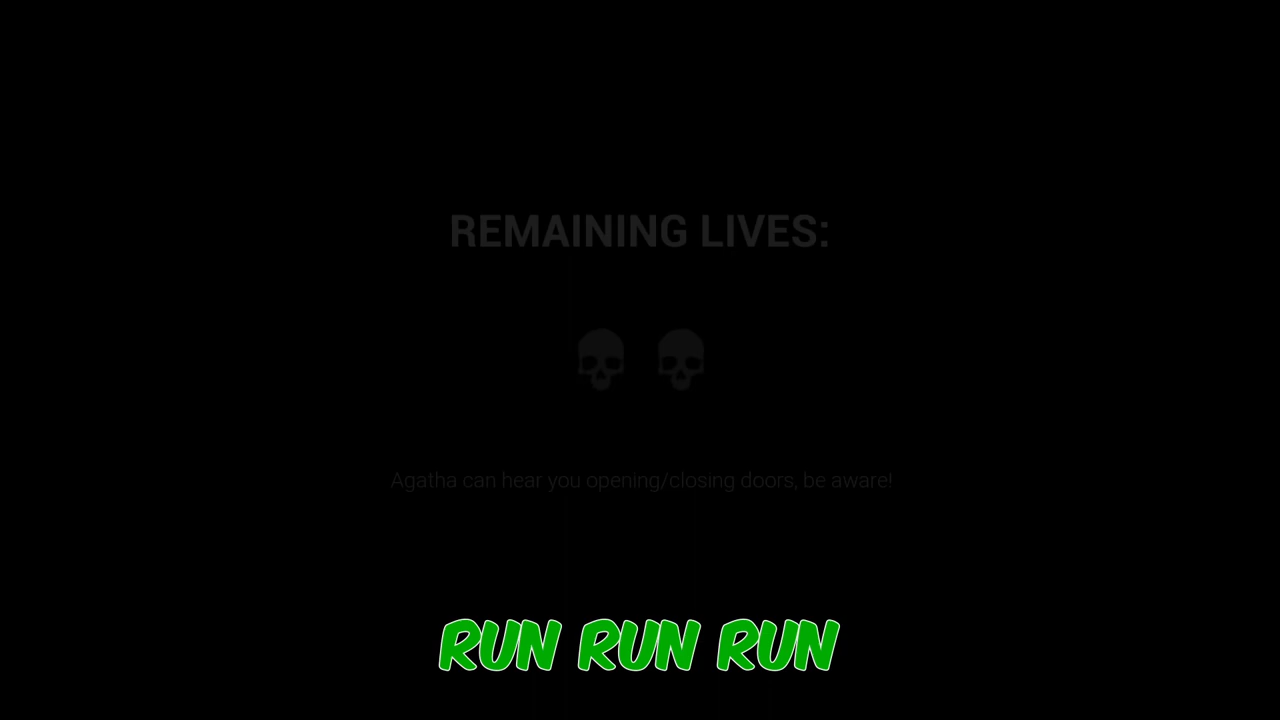 REMAINING LIVES:
Agatha can hear you opening/closing doors, be aware!
RUN RUN RUN